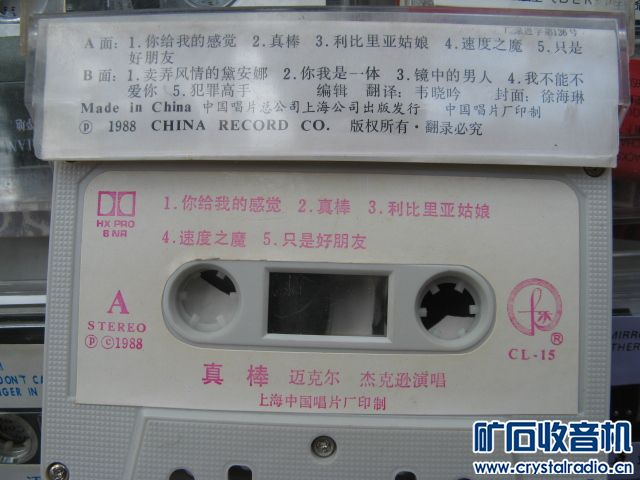 A面：1.你给我的感觉 2.真棒 3.利比里亚姑娘 4.速度之魔 5.只是
好朋友
B面：1.卖弄风情的黛安娜 2.你我是一体 3.镜中的男人 4.我不能不
爱你 5.犯罪高手 编辑 翻译：韦晓吟 封面：徐海琳
Made in China 中国唱片总公司上海公司出版发行 中国唱片厂印制
Ⓟ 1988 CHINA RECORD CO. 版权所有·翻录必究
1.你给我的感觉 2.真棒 3.利比里亚姑娘
HX PRO
B NR
4.速度之魔 5.只是好朋友
A
STEREO
ⓅⒸ1988
®
CL-15
真棒 迈克尔 杰克逊演唱
上海中国唱片厂印制
DON'T CA
矿石收音机
www.crystalradio.cn